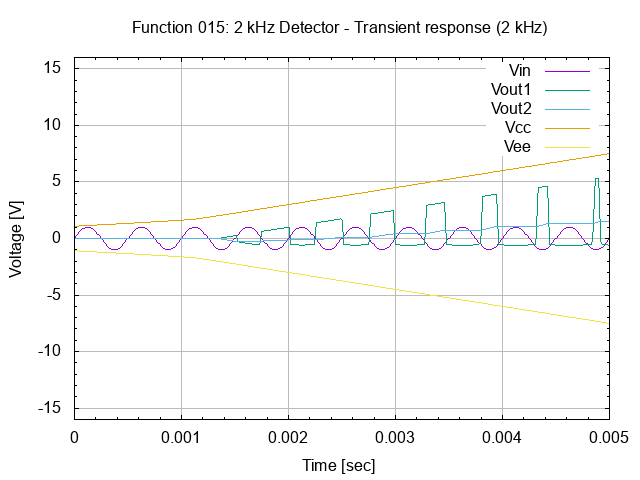 Function 015: 2 kHz Detector - Transient response (2 kHz)
Vin
Vout1
Vout2
Vcc
Vee
15
10
5
0
-5
-10
-15
Voltage [V]
0
0.001
0.002
0.003
0.004
0.005
Time [sec]